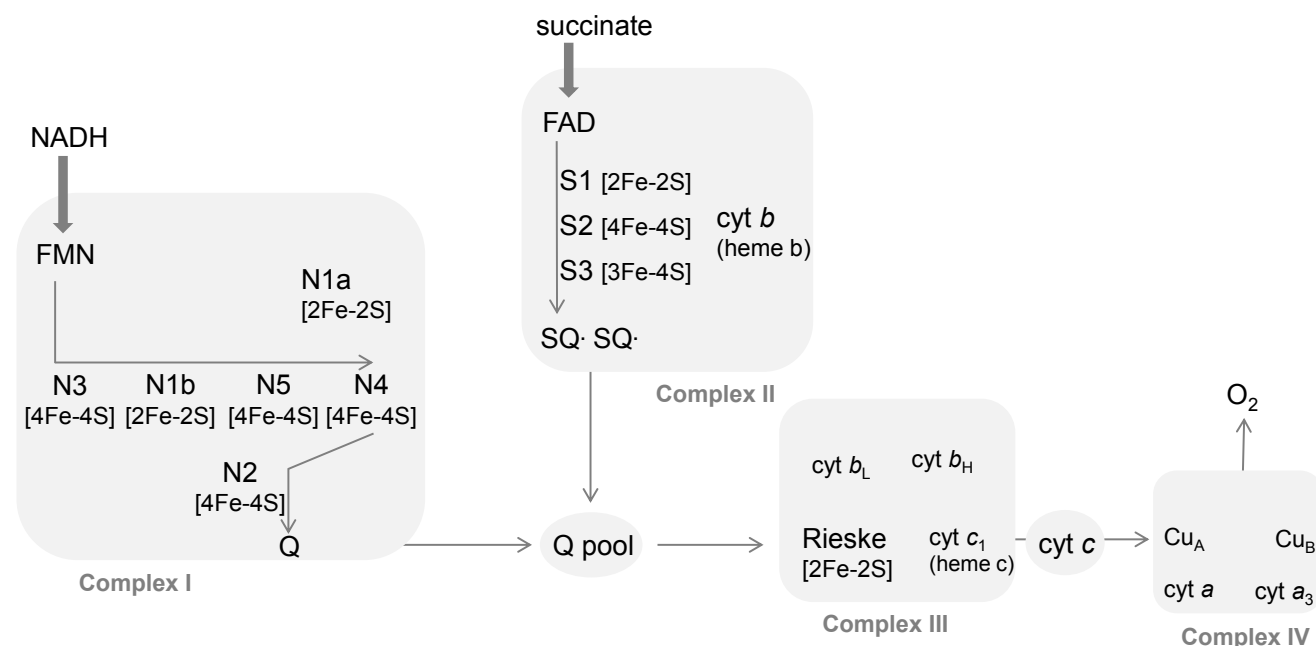 succinate
FAD
S1 [2Fe-2S]
S2 [4Fe-4S]
S3 [3Fe-4S]
cyt b
(heme b)
SQ· SQ·
Complex II
NADH
FMN
N1a
[2Fe-2S]
N3 N1b N5 N4
[4Fe-4S] [2Fe-2S] [4Fe-4S] [4Fe-4S]
N2
[4Fe-4S]
Q
Complex I
Q pool
cyt bL cyt bH
Rieske
[2Fe-2S]
cyt c1
(heme c)
Complex III
cyt c
O2
CuA CuB
cyt a cyt a3
Complex IV